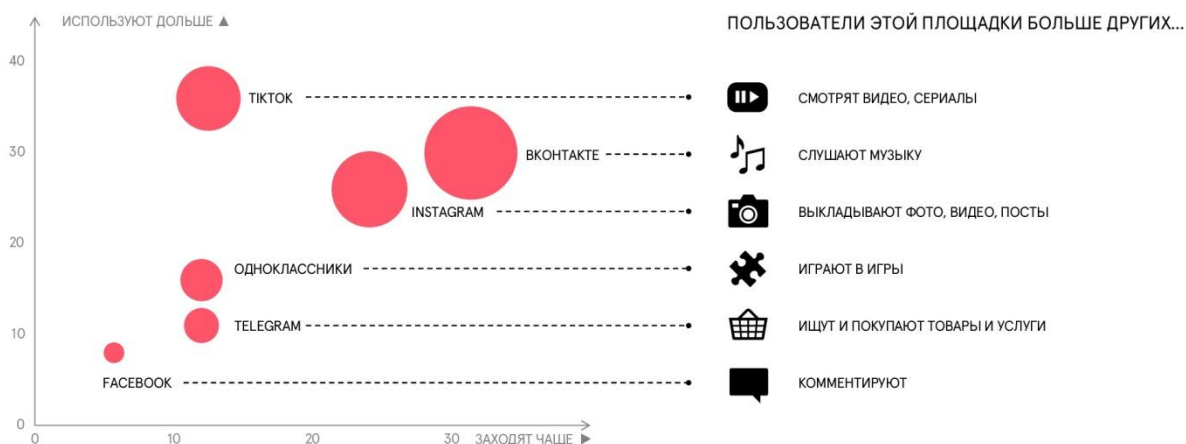 ИСПОЛЬЗУЮТ ДОЛЬШЕ ▲
ПОЛЬЗОВАТЕЛИ ЭТОЙ ПЛОЩАДКИ БОЛЬШЕ ДРУГИХ...
40
TIKTOK
СМОТРЯТ ВИДЕО, СЕРИАЛЫ
30
ВКОНТАКТЕ
СЛУШАЮТ МУЗЫКУ
INSTAGRAM
ВЫКЛАДЫВАЮТ ФОТО, ВИДЕО, ПОСТЫ
20
ОДНОКЛАССНИКИ
ИГРАЮТ В ИГРЫ
10
TELEGRAM
ИЩУТ И ПОКУПАЮТ ТОВАРЫ И УСЛУГИ
FACEBOOK
КОММЕНТИРУЮТ
0
0 10 20 30 ЗАХОДЯТ ЧАЩЕ ▶